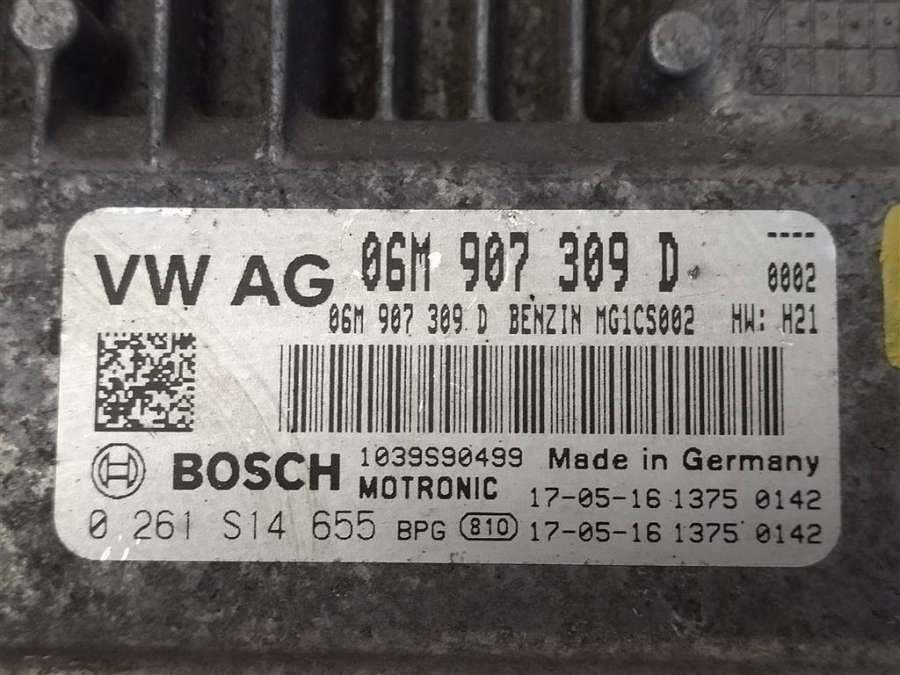 VW AG 06M 907 309 D ----
0002
06M 907 309 D BENZIN MG1CS002 HW: H21
BOSCH 1039S90499 Made in Germany
MOTRONIC 17-05-16 1375 0142
0 261 S14 655 BPG 810 17-05-16 1375 0142